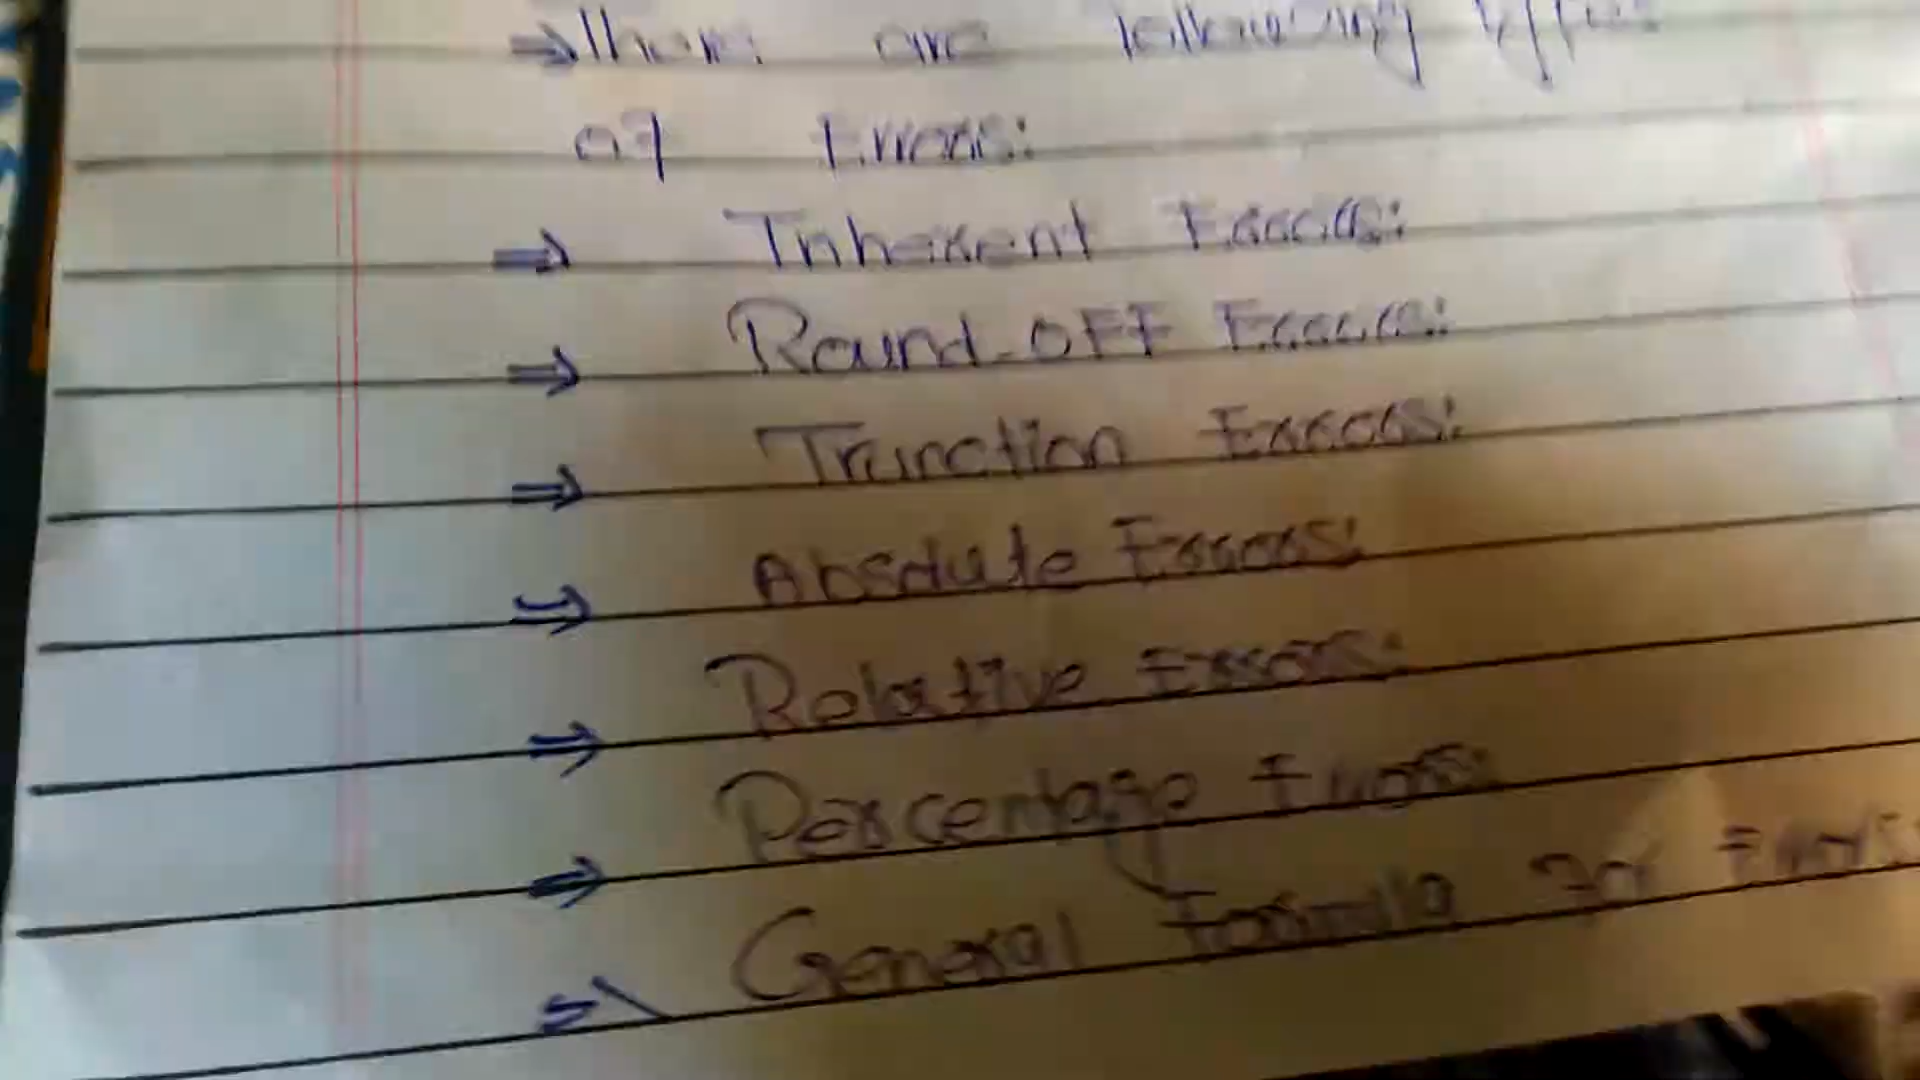 ⇒ There are following types
of Errors:
⇒ Inherent Errors:
⇒ Round-off Errors:
⇒ Trunction Errors:
⇒ Absolute Errors:
⇒ Relative Errors:
⇒ Percentage Errors:
⇒ General Formula For Errors: